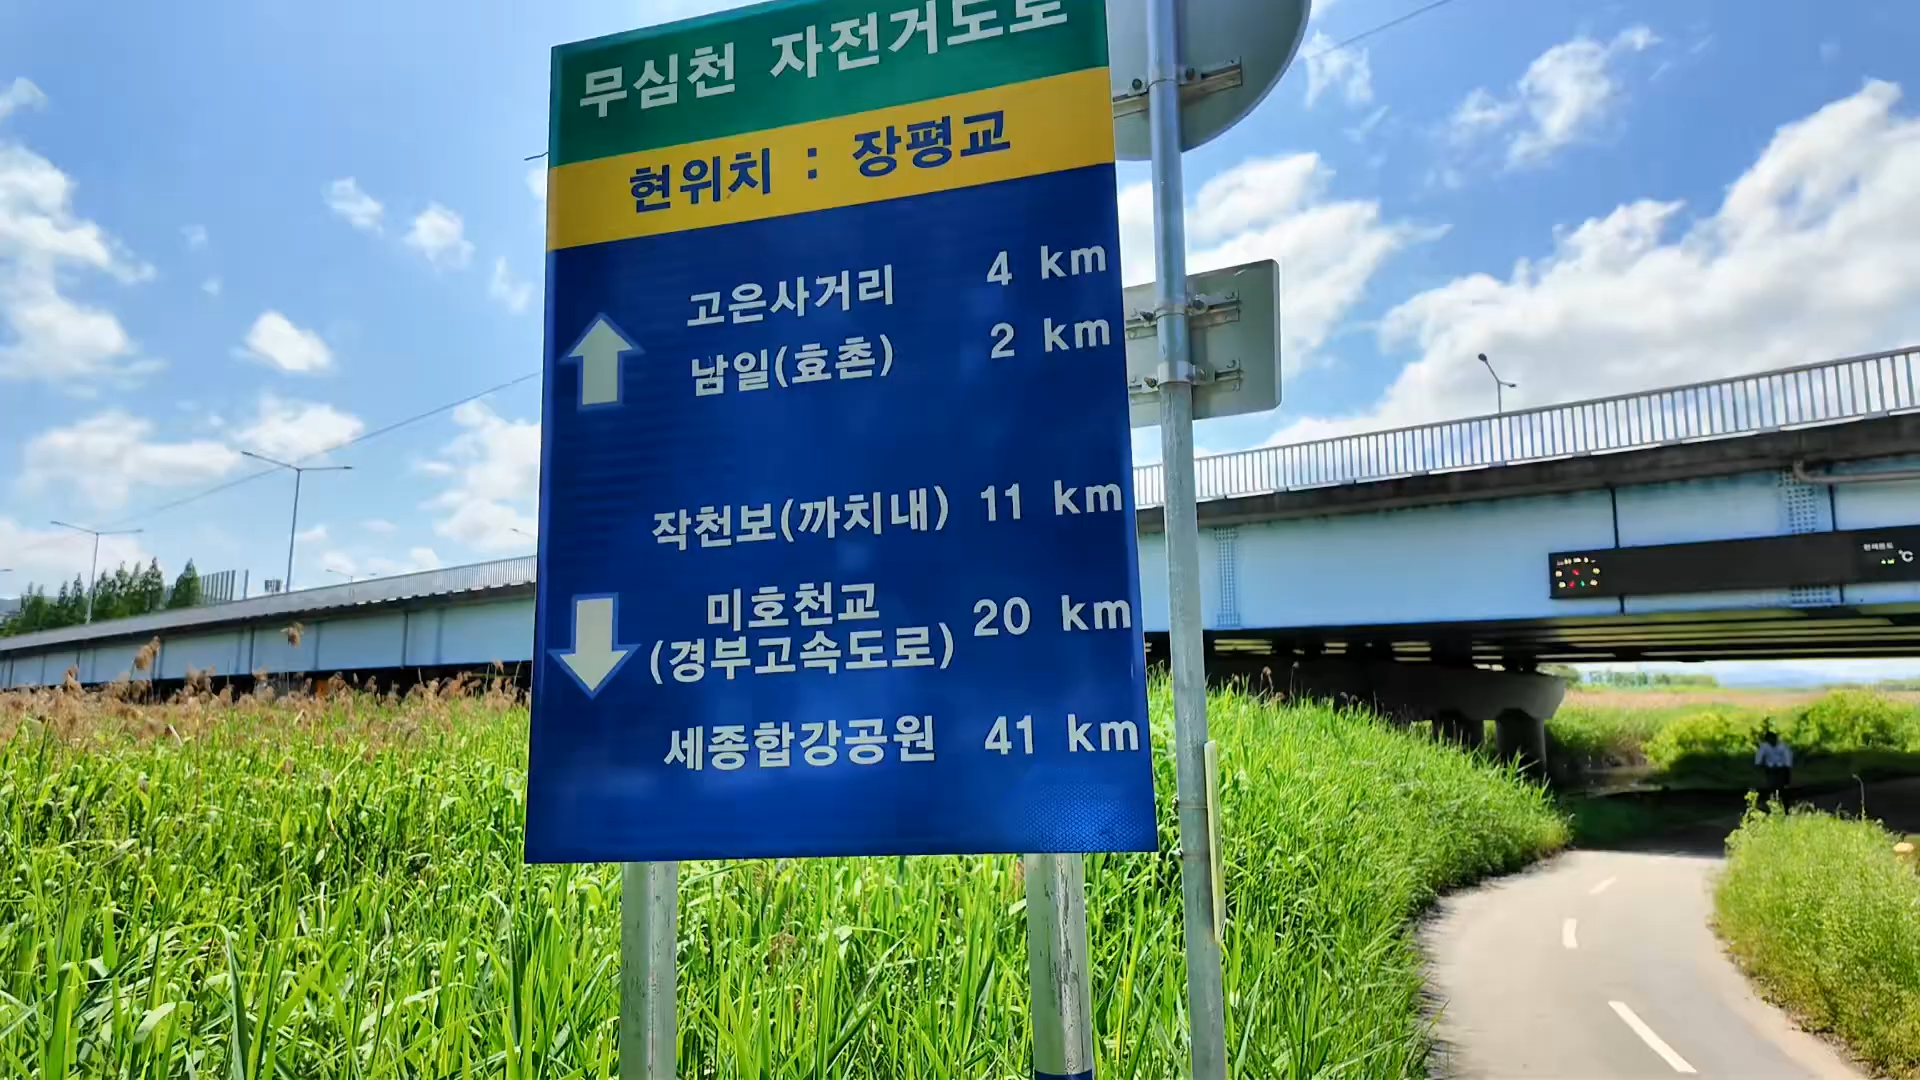 무심천 자전거도로
현위치 : 장평교
고은사거리 4 km
남일(효촌) 2 km
작천보(까치내) 11 km
미호천교
(경부고속도로) 20 km
세종합강공원 41 km
℃